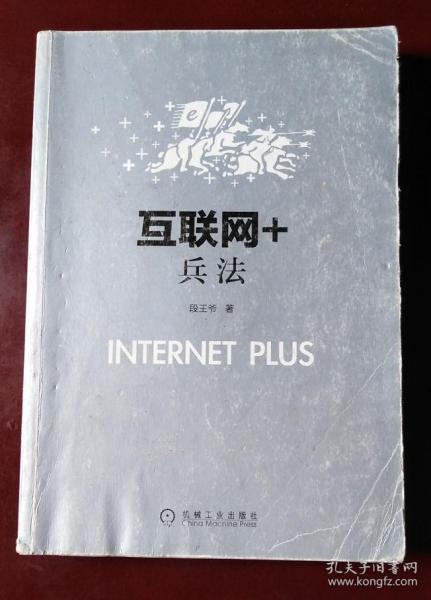 e
互联网+
兵法
段王爷 著
INTERNET PLUS
机械工业出版社
China Machine Press
孔夫子旧书网
www.kongfz.com